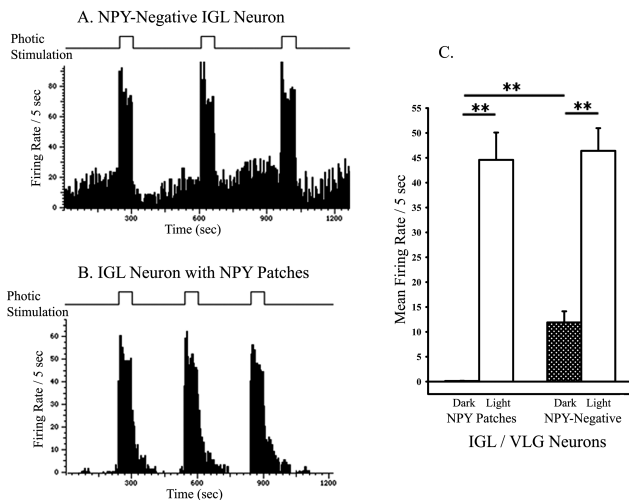 A. NPY-Negative IGL Neuron
Photic
Stimulation
Firing Rate / 5 sec
80
60
40
20
0
300
600
900
1200
Time (sec)
B. IGL Neuron with NPY Patches
Photic
Stimulation
Firing Rate / 5 sec
60
50
40
30
20
10
0
300
600
900
1200
Time (sec)
C.
**
**
**
Mean Firing Rate / 5 sec
55
50
45
40
35
30
25
20
15
10
5
0
Dark Light Dark Light
NPY Patches NPY-Negative
IGL / VLG Neurons